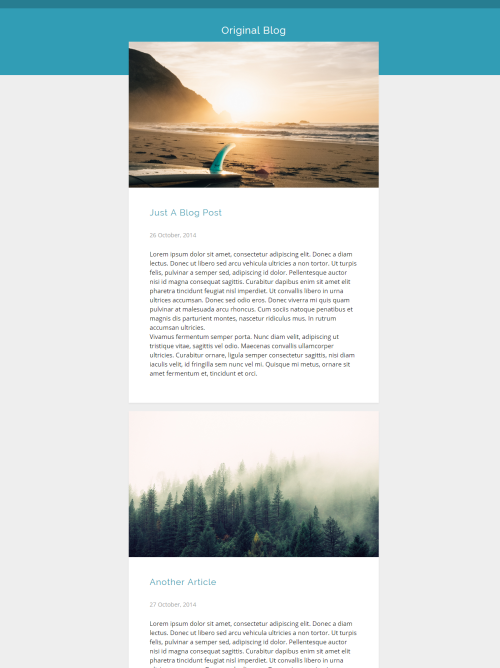 Original Blog
Just A Blog Post
26 October, 2014
Lorem ipsum dolor sit amet, consectetur adipiscing elit. Donec a diam
lectus. Donec ut libero sed arcu vehicula ultricies a non tortor. Ut turpis
felis, pulvinar a semper sed, adipiscing id dolor. Pellentesque auctor
nisi id magna consequat sagittis. Curabitur dapibus enim sit amet elit
pharetra tincidunt feugiat nisl imperdiet. Ut convallis libero in urna
ultrices accumsan. Donec sed odio eros. Donec viverra mi quis quam
pulvinar at malesuada arcu rhoncus. Cum sociis natoque penatibus et
magnis dis parturient montes, nascetur ridiculus mus. In rutrum
accumsan ultricies.
Vivamus fermentum semper porta. Nunc diam velit, adipiscing ut
tristique vitae, sagittis vel odio. Maecenas convallis ullamcorper
ultricies. Curabitur ornare, ligula semper consectetur sagittis, nisi diam
iaculis velit, id fringilla sem nunc vel mi. Quisque mi metus, ornare sit
amet fermentum et, tincidunt et orci.
Another Article
27 October, 2014
Lorem ipsum dolor sit amet, consectetur adipiscing elit. Donec a diam
lectus. Donec ut libero sed arcu vehicula ultricies a non tortor. Ut turpis
felis, pulvinar a semper sed, adipiscing id dolor. Pellentesque auctor
nisi id magna consequat sagittis. Curabitur dapibus enim sit amet elit
pharetra tincidunt feugiat nisl imperdiet. Ut convallis libero in urna